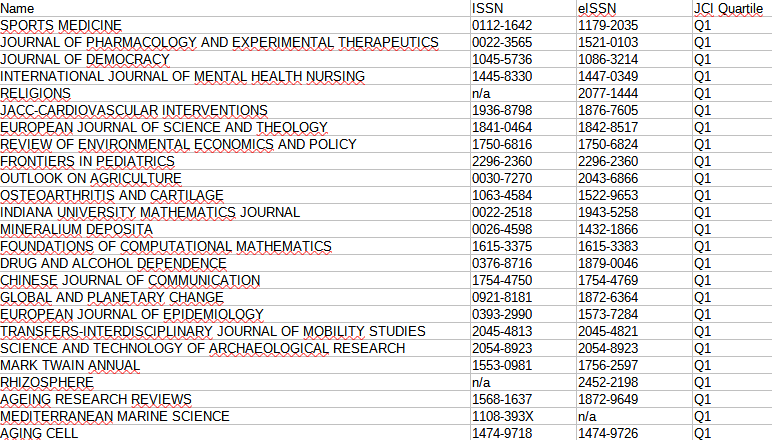 Name ISSN eISSN JCI Quartile
SPORTS MEDICINE 0112-1642 1179-2035 Q1
JOURNAL OF PHARMACOLOGY AND EXPERIMENTAL THERAPEUTICS 0022-3565 1521-0103 Q1
JOURNAL OF DEMOCRACY 1045-5736 1086-3214 Q1
INTERNATIONAL JOURNAL OF MENTAL HEALTH NURSING 1445-8330 1447-0349 Q1
RELIGIONS n/a 2077-1444 Q1
JACC-CARDIOVASCULAR INTERVENTIONS 1936-8798 1876-7605 Q1
EUROPEAN JOURNAL OF SCIENCE AND THEOLOGY 1841-0464 1842-8517 Q1
REVIEW OF ENVIRONMENTAL ECONOMICS AND POLICY 1750-6816 1750-6824 Q1
FRONTIERS IN PEDIATRICS 2296-2360 2296-2360 Q1
OUTLOOK ON AGRICULTURE 0030-7270 2043-6866 Q1
OSTEOARTHRITIS AND CARTILAGE 1063-4584 1522-9653 Q1
INDIANA UNIVERSITY MATHEMATICS JOURNAL 0022-2518 1943-5258 Q1
MINERALIUM DEPOSITA 0026-4598 1432-1866 Q1
FOUNDATIONS OF COMPUTATIONAL MATHEMATICS 1615-3375 1615-3383 Q1
DRUG AND ALCOHOL DEPENDENCE 0376-8716 1879-0046 Q1
CHINESE JOURNAL OF COMMUNICATION 1754-4750 1754-4769 Q1
GLOBAL AND PLANETARY CHANGE 0921-8181 1872-6364 Q1
EUROPEAN JOURNAL OF EPIDEMIOLOGY 0393-2990 1573-7284 Q1
TRANSFERS-INTERDISCIPLINARY JOURNAL OF MOBILITY STUDIES 2045-4813 2045-4821 Q1
SCIENCE AND TECHNOLOGY OF ARCHAEOLOGICAL RESEARCH 2054-8923 2054-8923 Q1
MARK TWAIN ANNUAL 1553-0981 1756-2597 Q1
RHIZOSPHERE n/a 2452-2198 Q1
AGEING RESEARCH REVIEWS 1568-1637 1872-9649 Q1
MEDITERRANEAN MARINE SCIENCE 1108-393X n/a Q1
AGING CELL 1474-9718 1474-9726 Q1